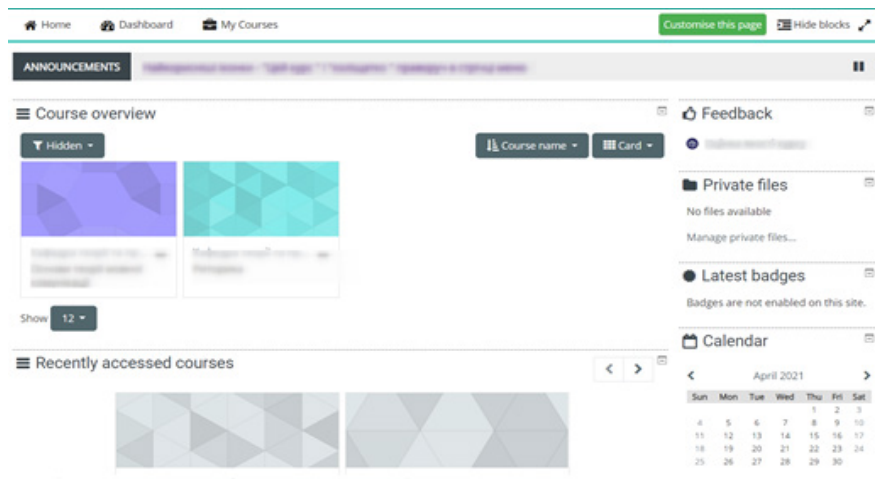 Home Dashboard My Courses Customise this page Hide blocks
ANNOUNCEMENTS
Course overview
Hidden Course name Card
Show 12
Recently accessed courses
Feedback
Private files
No files available
Manage private files...
Latest badges
Badges are not enabled on this site.
Calendar
April 2021
Sun Mon Tue Wed Thu Fri Sat
1 2 3
4 5 6 7 8 9 10
11 12 13 14 15 16 17
18 19 20 21 22 23 24
25 26 27 28 29 30